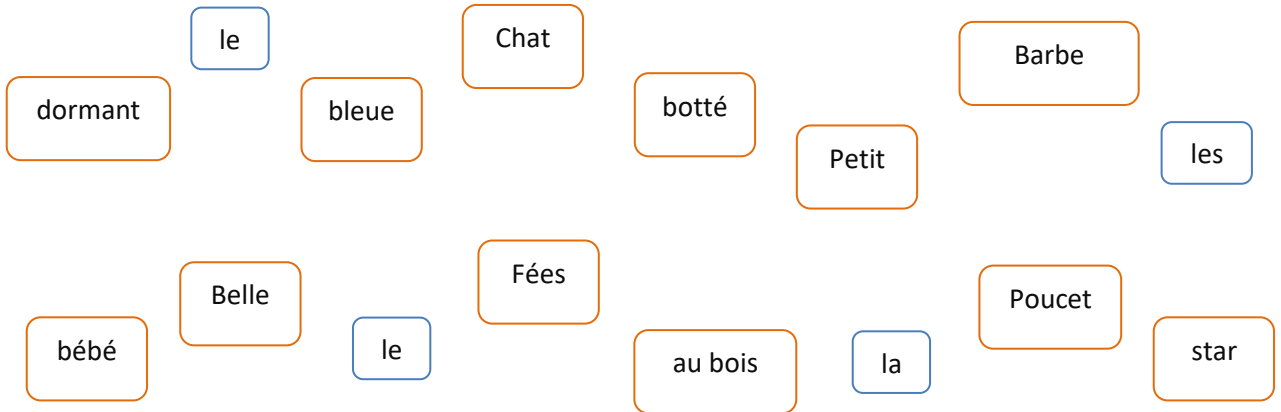 le
Chat
Barbe
dormant
bleue
botté
Petit
les
Belle
Fées
Poucet
bébé
le
au bois
la
star